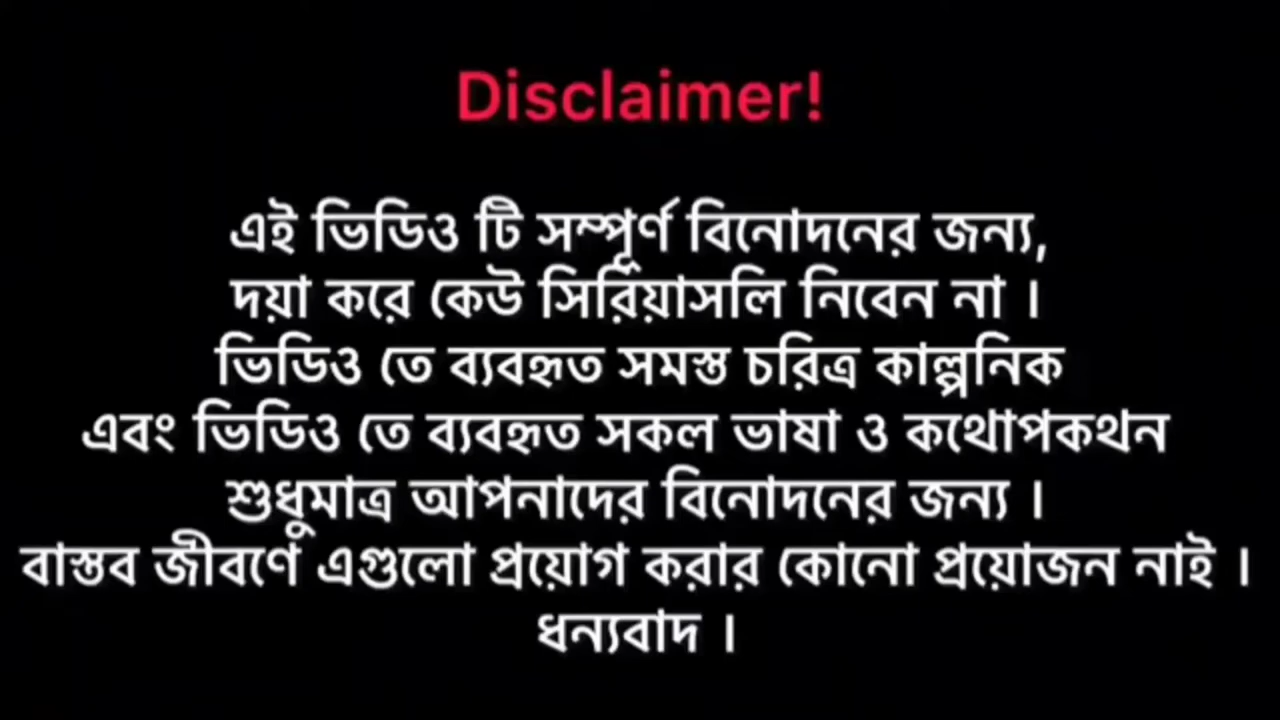 Disclaimer!
এই ভিডিও টি সম্পূর্ণ বিনোদনের জন্য,
দয়া করে কেউ সিরিয়াসলি নিবেন না ।
ভিডিও তে ব্যবহৃত সমস্ত চরিত্র কাল্পনিক
এবং ভিডিও তে ব্যবহৃত সকল ভাষা ও কথোপকথন
শুধুমাত্র আপনাদের বিনোদনের জন্য ।
বাস্তব জীবণে এগুলো প্রয়োগ করার কোনো প্রয়োজন নাই ।
ধন্যবাদ ।